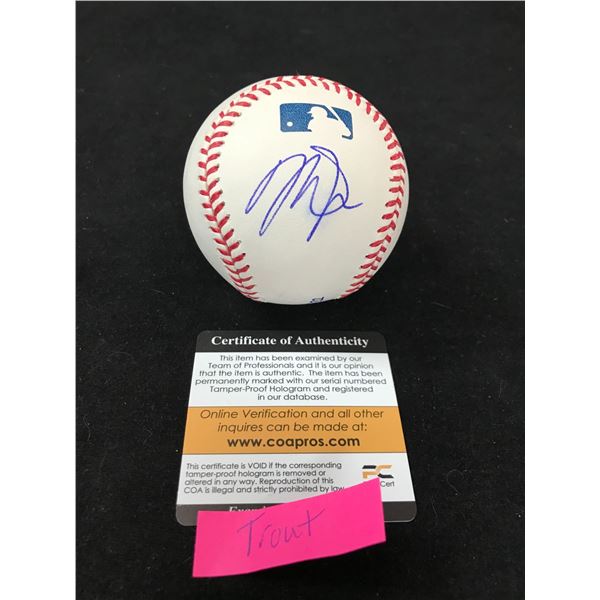 Certificate of Authenticity
This item has been examined by our
Team of Professionals and it is our opinion
that the item is authentic. The item has been
permanently marked with our serial numbered
Tamper-Proof Hologram and registered
in our database.
Online Verification and all other
inquires can be made at:
www.coapros.com
This certificate is VOID if the corresponding
tamper-proof hologram is removed or
altered in any way. Reproduction of this
COA is illegal and strictly prohibited by law
Cert
Trout